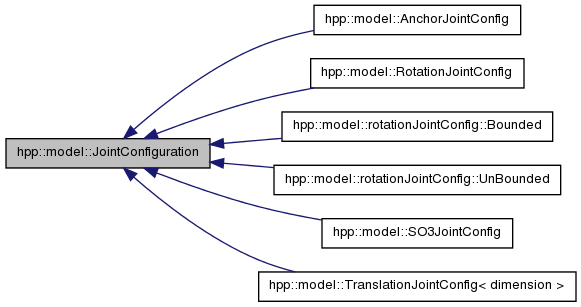 hpp::model::AnchorJointConfig
hpp::model::RotationJointConfig
hpp::model::rotationJointConfig::Bounded
hpp::model::JointConfiguration
hpp::model::rotationJointConfig::UnBounded
hpp::model::SO3JointConfig
hpp::model::TranslationJointConfig< dimension >